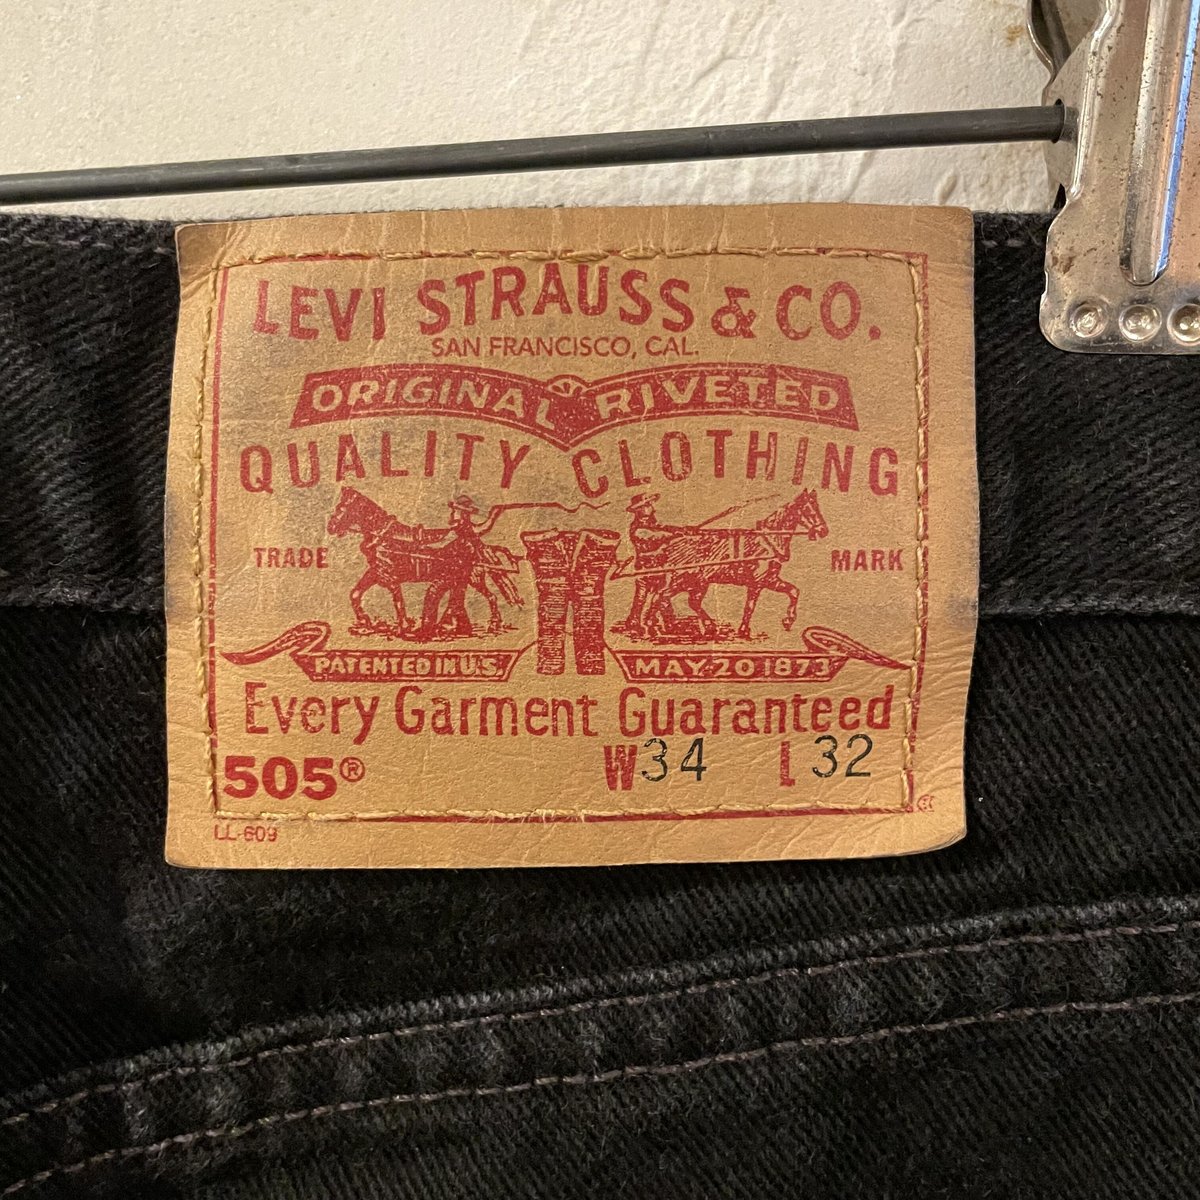 LEVI STRAUSS & CO.
SAN FRANCISCO, CAL.
ORIGINAL RIVETED
QUALITY CLOTHING
TRADE MARK
PATENTED IN U.S. MAY 20 1873
Every Garment Guaranteed
505® W34 L 32
LL-609